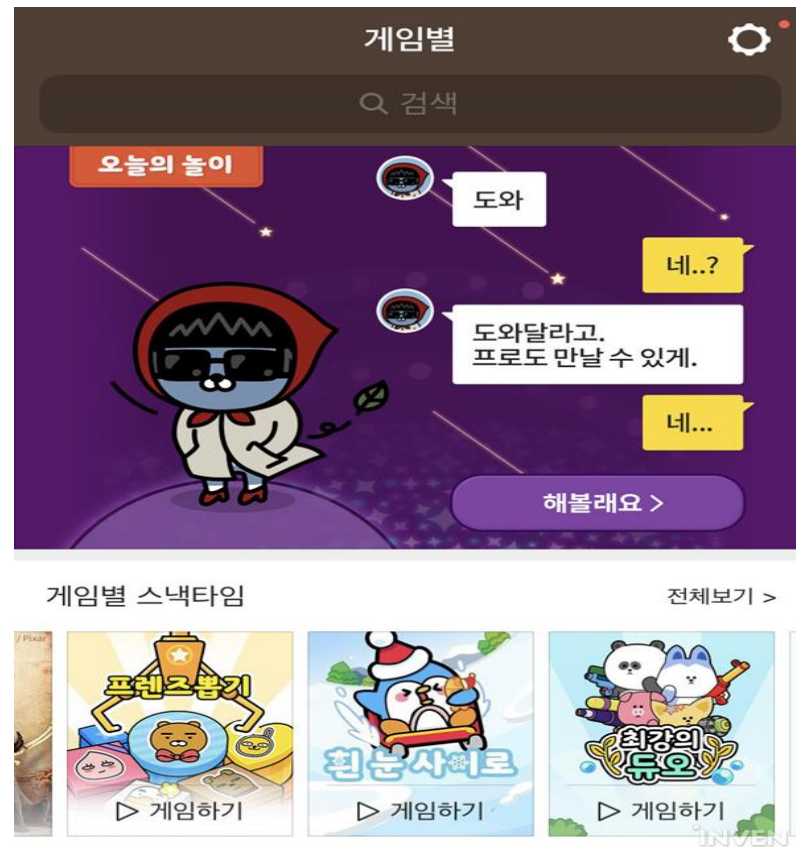 게임별
검색
오늘의 놀이
도와
네..?
도와달라고.
프로도 만날 수 있게.
네...
해볼래요 >
게임별 스낵타임
전체보기 >
/ Pixar
프렌즈뽑기
흰 눈 사이로
최강의
듀오
▷ 게임하기
▷ 게임하기
▷ 게임하기
INVEN